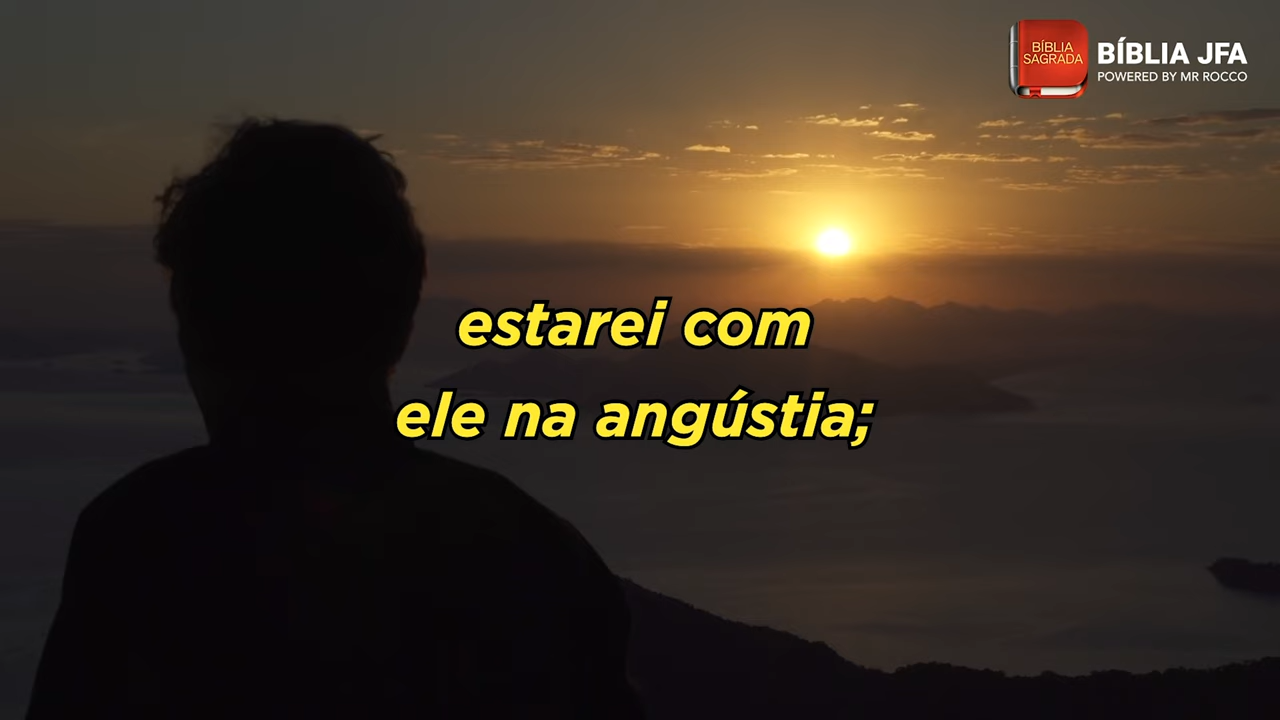 BÍBLIA
SAGRADA
BÍBLIA JFA
POWERED BY MR ROCCO
estarei com
ele na angústia;